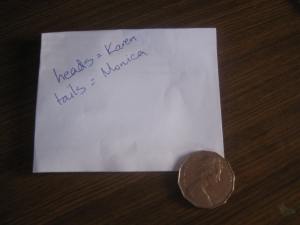 heads = Karen
tails = Monica